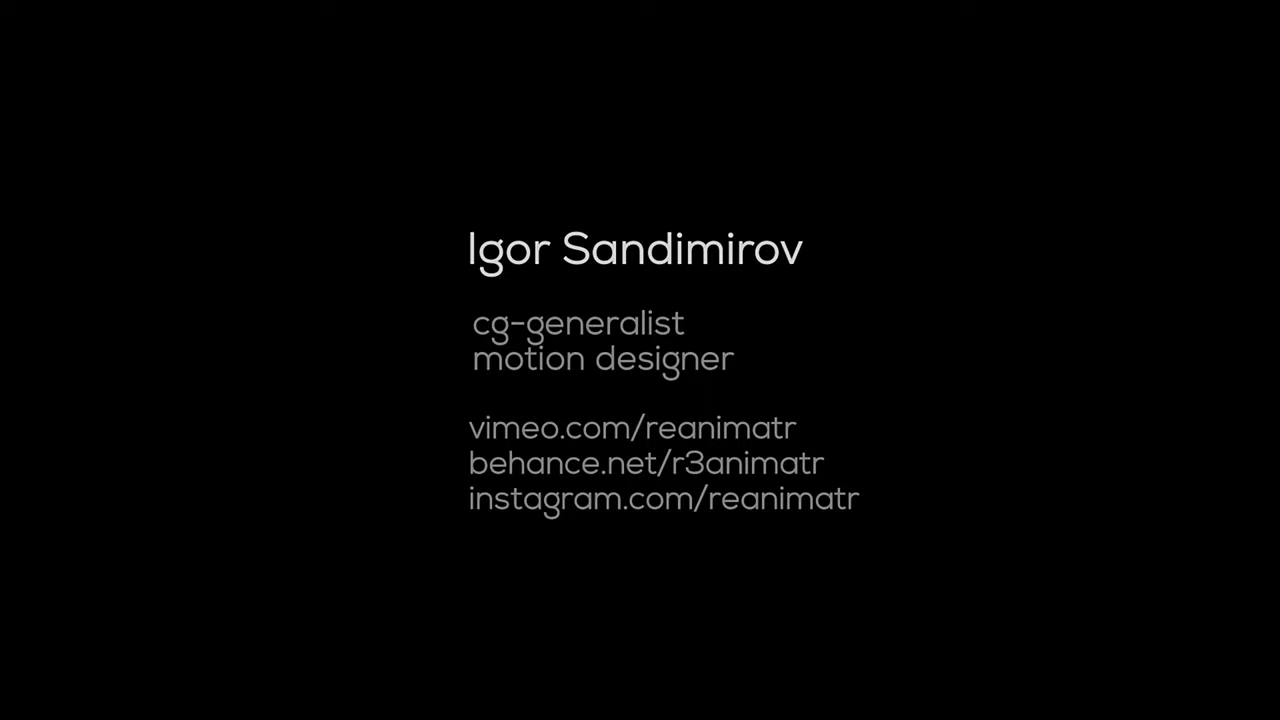 Igor Sandimirov
cg-generalist
motion designer
vimeo.com/reanimatr
behance.net/r3animatr
instagram.com/reanimatr